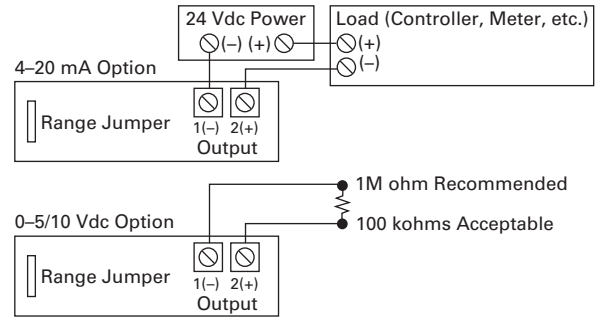 24 Vdc Power
Load (Controller, Meter, etc.)
(–) (+)
(+)
(–)
4–20 mA Option
Range Jumper
1(–) 2(+)
Output
1M ohm Recommended
0–5/10 Vdc Option
100 kohms Acceptable
Range Jumper
1(–) 2(+)
Output